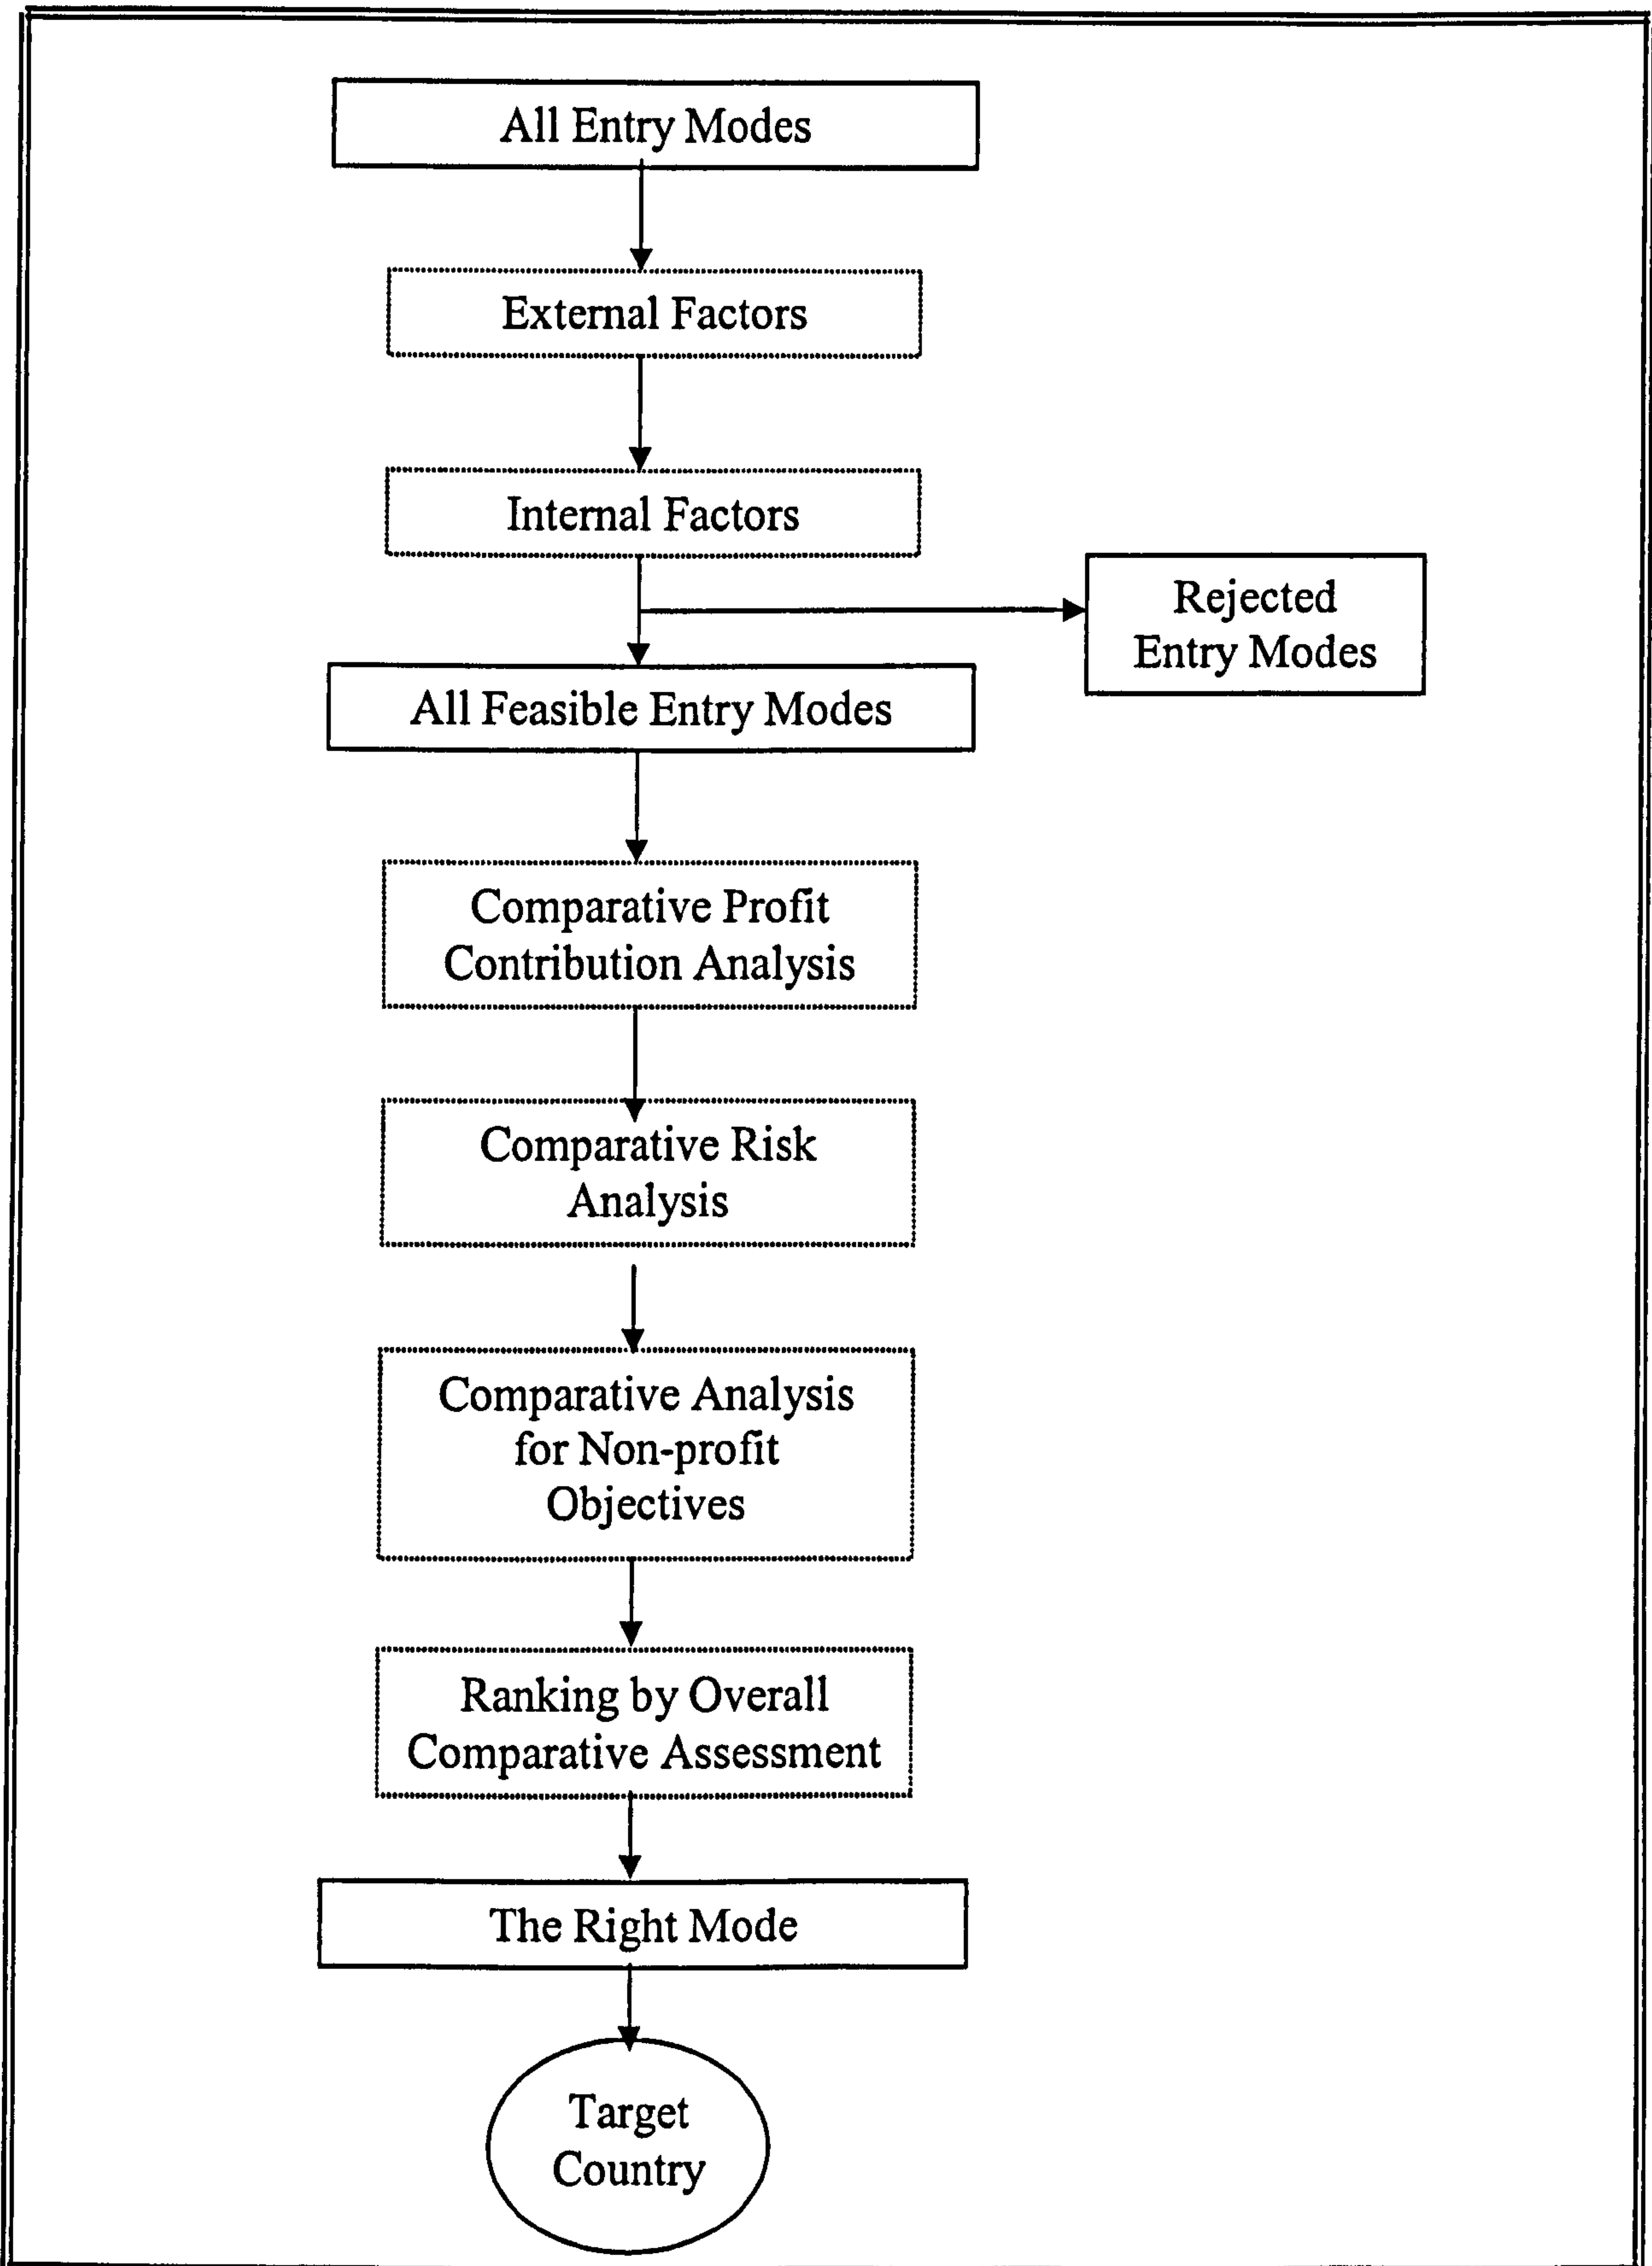 All Entry Modes
External Factors
Internal Factors
Rejected
Entry Modes
All Feasible Entry Modes
Comparative Profit
Contribution Analysis
Comparative Risk
Analysis
Comparative Analysis
for Non-profit
Objectives
Ranking by Overall
Comparative Assessment
The Right Mode
Target
Country